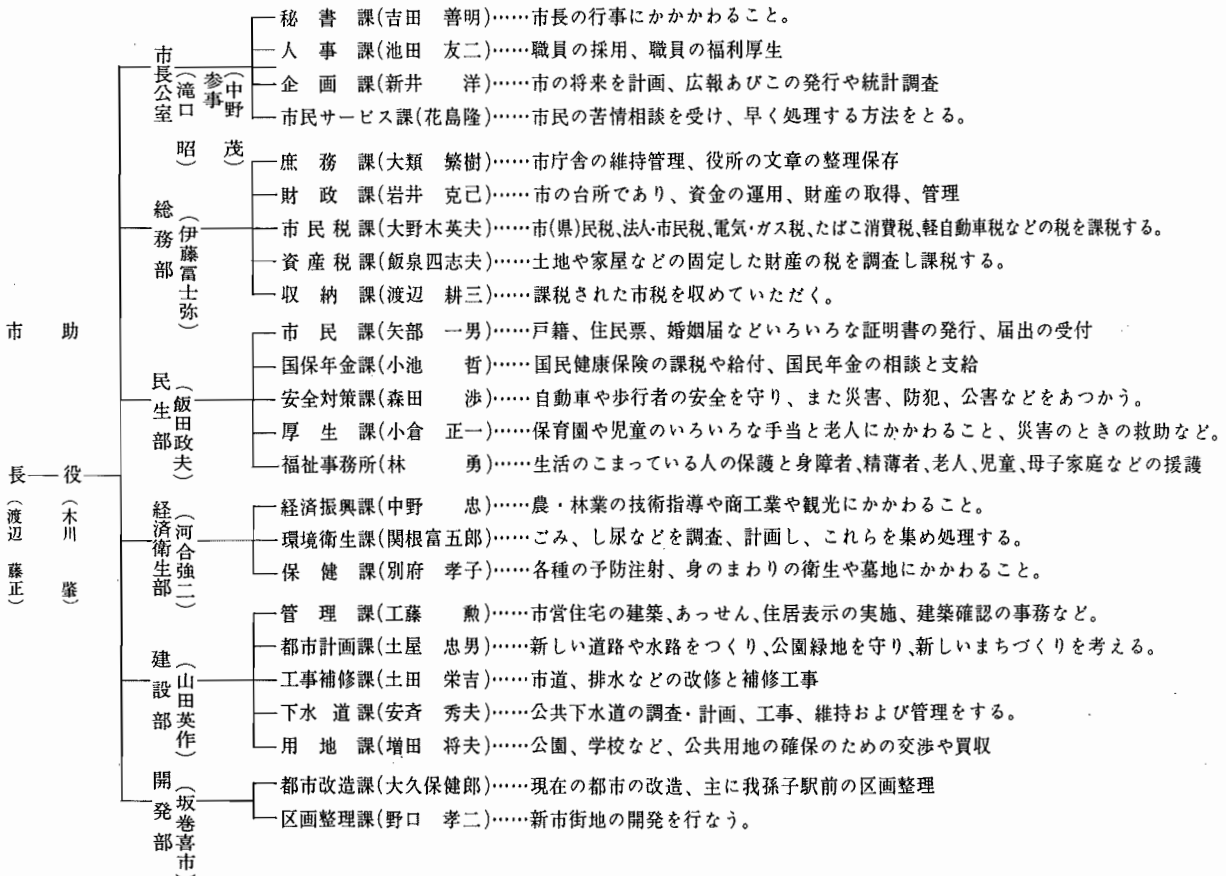 市長(渡辺 藤正)
助役(木川 肇)
市長公室(滝口 昭)
参事(中野 茂)
秘書課(吉田 善明)……市長の行事にかかかわること。
人事課(池田 友二)……職員の採用、職員の福利厚生
企画課(新井 洋)……市の将来を計画、広報あびこの発行や統計調査
市民サービス課(花島隆)……市民の苦情相談を受け、早く処理する方法をとる。
総務部(伊藤冨士弥)
庶務課(大類 繁樹)……市庁舎の維持管理、役所の文章の整理保存
財政課(岩井 克己)……市の台所であり、資金の運用、財産の取得、管理
市民税課(大野木英夫)……市(県)民税、法人・市民税、電気・ガス税、たばこ消費税、軽自動車税などの税を課税する。
資産税課(飯泉四志夫)……土地や家屋などの固定した財産の税を調査し課税する。
収納課(渡辺 耕三)……課税された市税を収めていただく。
民生部(飯田政夫)
市民課(矢部 一男)……戸籍、住民票、婚姻届などいろいろな証明書の発行、届出の受付
国保年金課(小池 哲)……国民健康保険の課税や給付、国民年金の相談と支給
安全対策課(森田 渉)……自動車や歩行者の安全を守り、また災害、防犯、公害などをあつかう。
厚生課(小倉 正一)……保育園や児童のいろいろな手当と老人にかかわること、災害のときの救助など。
福祉事務所(林 勇)……生活のこまっている人の保護と身障者、精薄者、老人、児童、母子家庭などの援護
経済衛生部(河合強二)
経済振興課(中野 忠)……農・林業の技術指導や商工業や観光にかかわること。
環境衛生課(関根富五郎)……ごみ、し尿などを調査、計画し、これらを集め処理する。
保健課(別府 孝子)……各種の予防注射、身のまわりの衛生や墓地にかかわること。
建設部(山田英作)
管理課(工藤 勲)……市営住宅の建築、あっせん、住居表示の実施、建築確認の事務など。
都市計画課(土屋 忠男)……新しい道路や水路をつくり、公園緑地を守り、新しいまちづくりを考える。
工事補修課(土田 栄吉)……市道、排水などの改修と補修工事
下水道課(安斉 秀夫)……公共下水道の調査・計画、工事、維持および管理をする。
用地課(増田 将夫)……公園、学校など、公共用地の確保のための交渉や買収
開発部(坂巻喜市)
都市改造課(大久保健郎)……現在の都市の改造、主に我孫子駅前の区画整理
区画整理課(野口 孝二)……新市街地の開発を行なう。